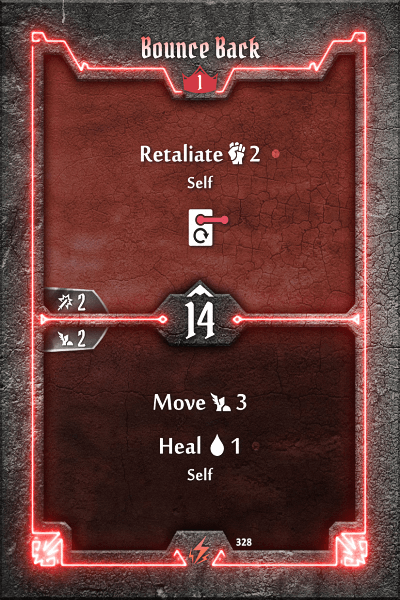 Bounce Back
1
Retaliate 2
Self
2
14
2
Move 3
Heal 1
Self
328